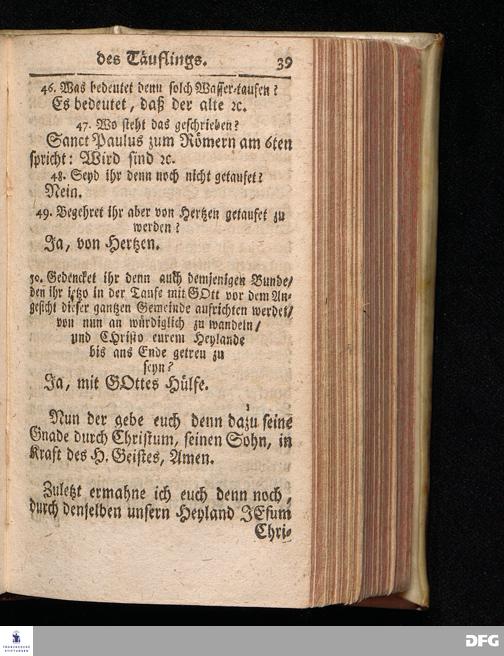 des Täuflings. 39
46. Was bedeutet denn solch Wasser-taufen?
Es bedeutet, daß der alte ꝛc.
47. Wo steht das geschrieben?
Sanct Paulus zum Römern am 6ten
spricht: Wird sind ꝛc.
48. Seyd ihr denn noch nicht getaufet?
Nein.
49. Begehret ihr aber von Hertzen getaufet zu
werden?
Ja, von Hertzen.
50. Gedencket ihr denn auch demjenigen Bunde/
den ihr jetzo in der Taufe mit GOtt vor dem An-
gesicht dieser gantzen Gemeinde aufrichten werdet/
von nun an würdiglich zu wandeln/
und CHristo eurem Heylande
bis ans Ende getreu zu
seyn?
Ja, mit GOttes Hülfe.
Nun der gebe euch denn dazu seine
Gnade durch Christum, seinen Sohn, in
Kraft des H. Geistes, Amen.
Zuletzt ermahne ich euch denn noch,
durch denselben unsern Heyland JEsum
Chri-
FRANCKESCHE
STIFTUNGEN
DFG